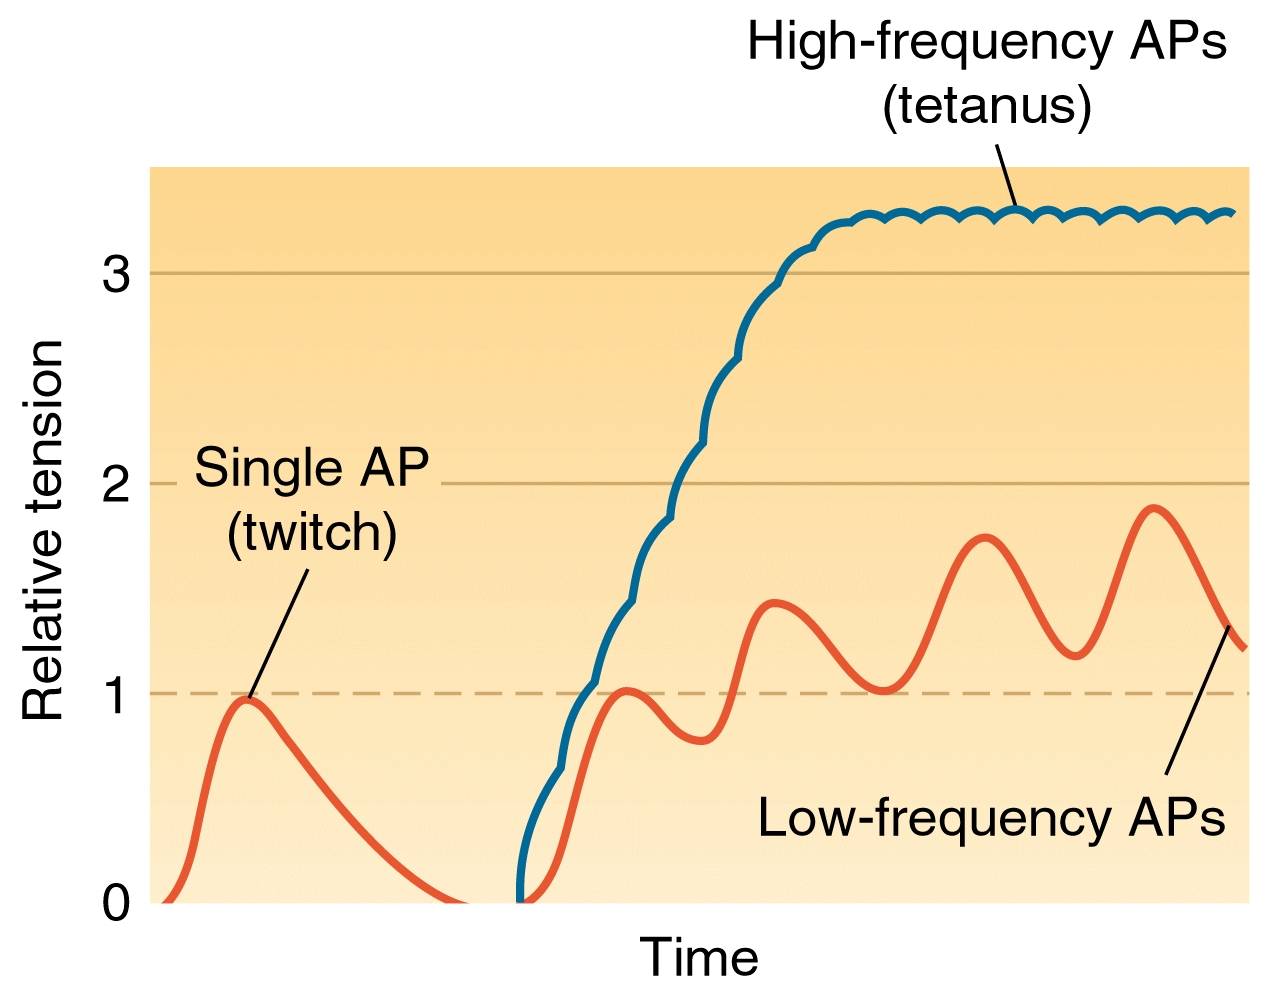 High-frequency APs
(tetanus)
3
Single AP
2
(twitch)
Relative tension
1
Low-frequency APs
0
Time